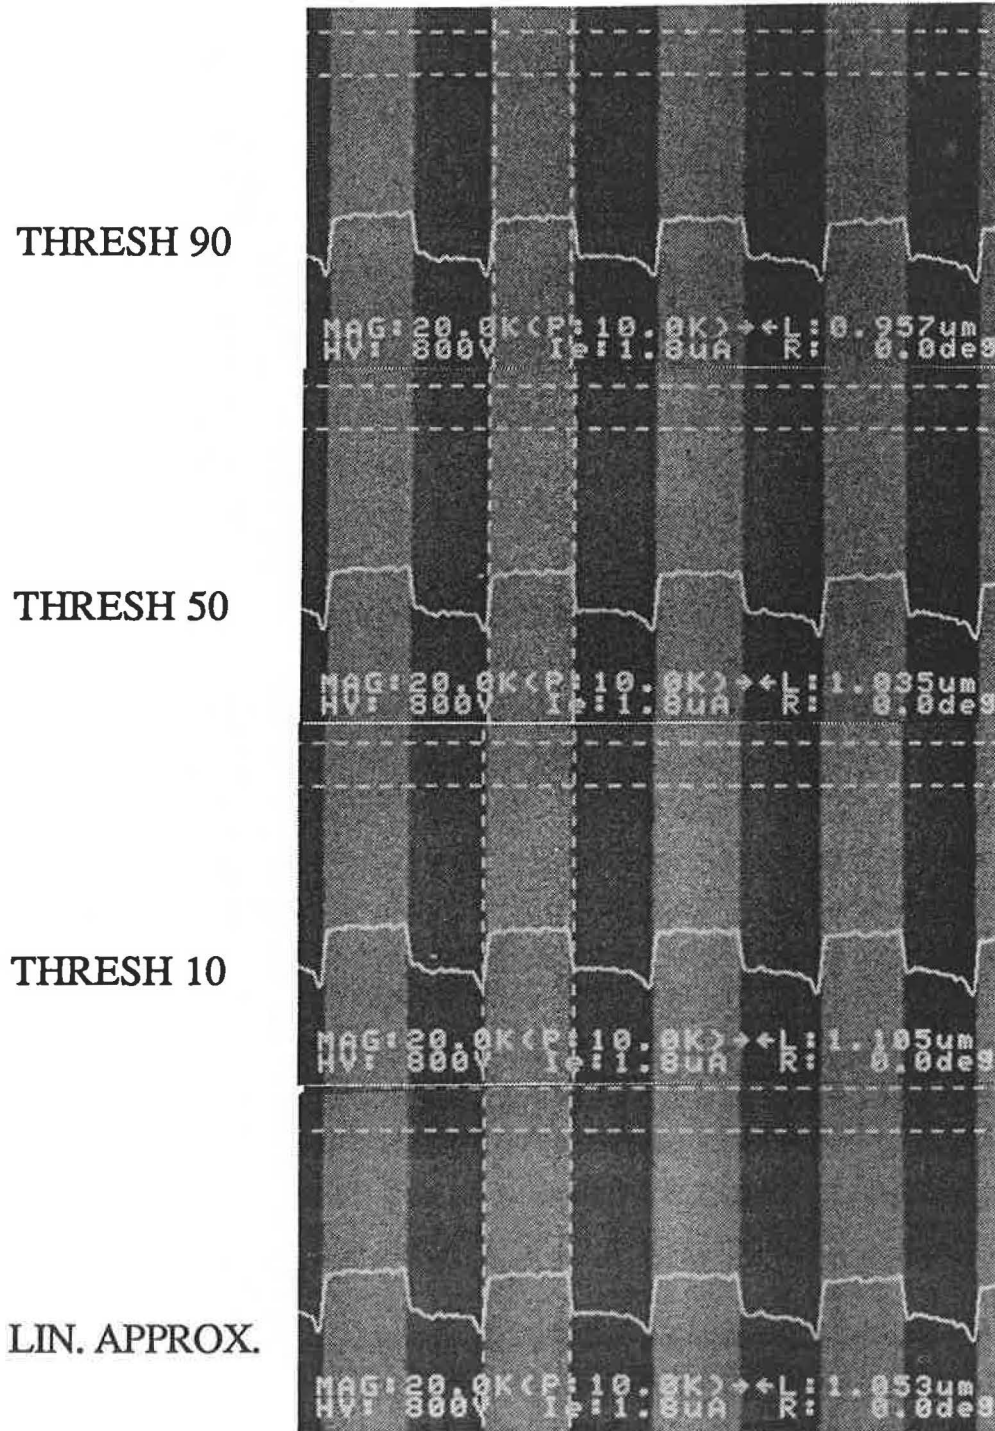 THRESH 90
MAG:20.0K(P:10.0K)→←L:0.957um
HV: 800V Ie:1.8uA R: 0.0deg
THRESH 50
MAG:20.0K(P:10.0K)→←L:1.035um
HV: 800V Ie:1.8uA R: 0.0deg
THRESH 10
MAG:20.0K(P:10.0K)→←L:1.105um
HV: 800V Ie:1.8uA R: 0.0deg
LIN. APPROX.
MAG:20.0K(P:10.0K)→←L:1.053um
HV: 800V Ie:1.8uA R: 0.0deg